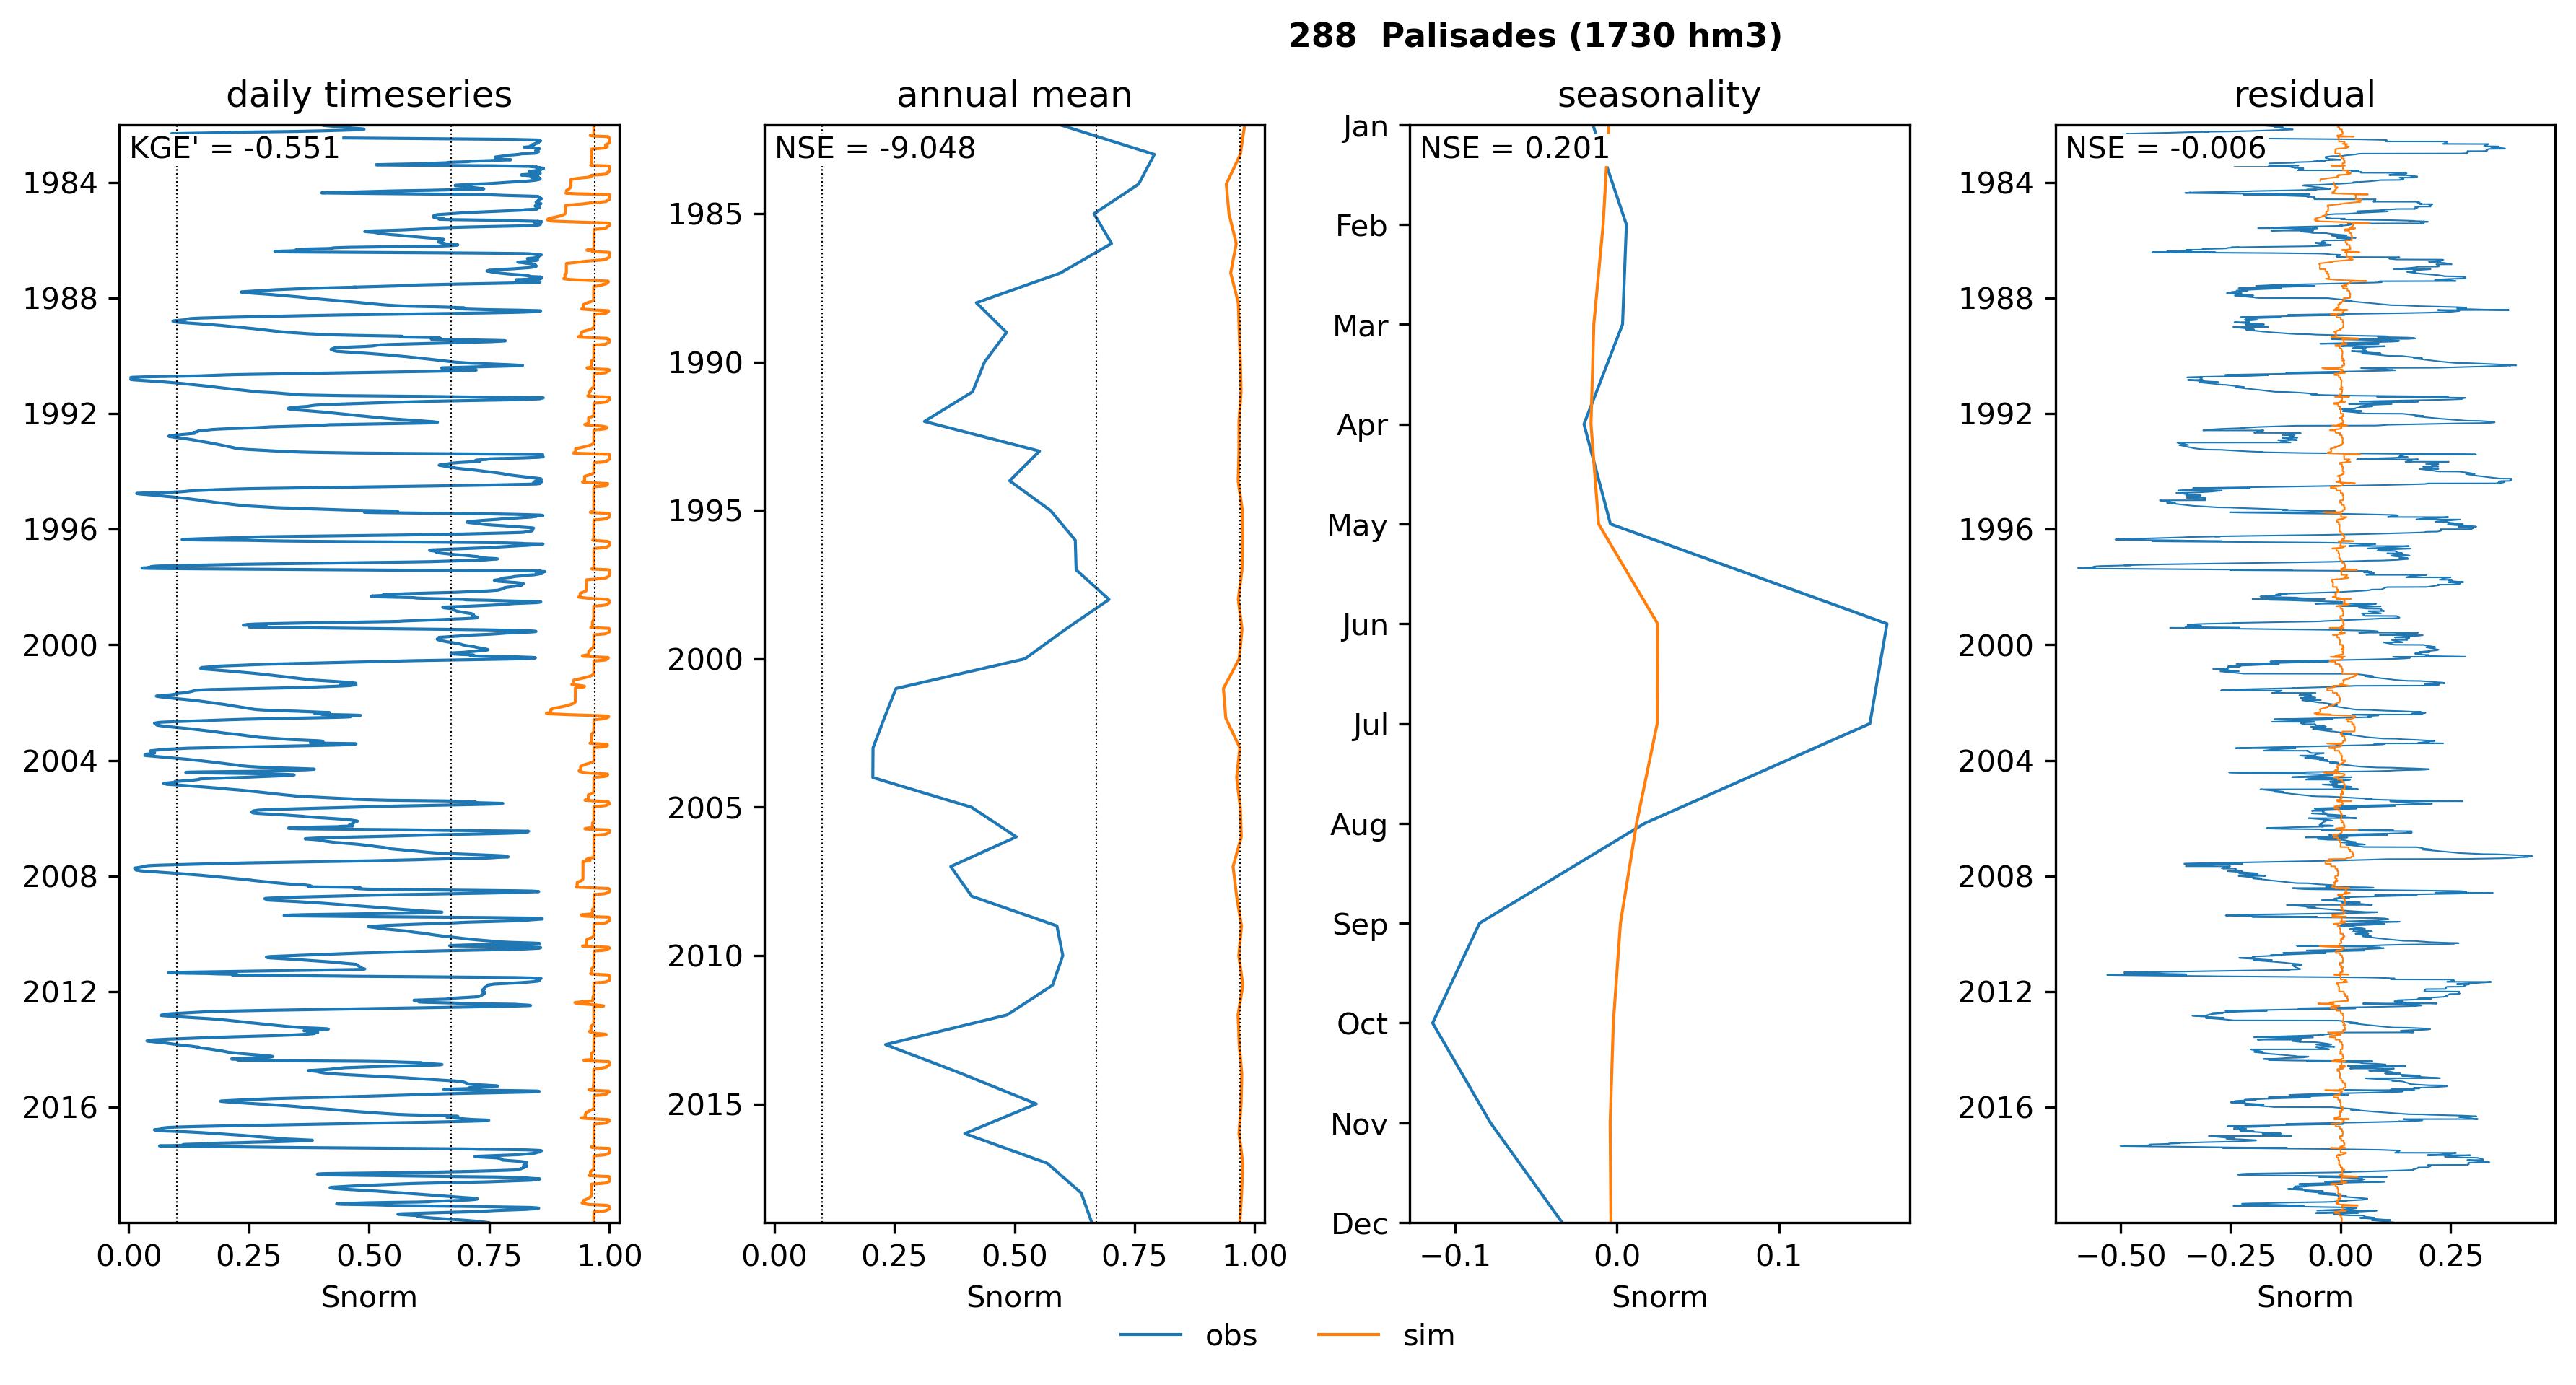 288  Palisades (1730 hm3)
daily timeseries
KGE' = -0.551
1984
1988
1992
1996
2000
2004
2008
2012
2016
0.00 0.25 0.50 0.75 1.00
Snorm
annual mean
NSE = -9.048
1985
1990
1995
2000
2005
2010
2015
0.00 0.25 0.50 0.75 1.00
Snorm
seasonality
NSE = 0.201
Jan
Feb
Mar
Apr
May
Jun
Jul
Aug
Sep
Oct
Nov
Dec
−0.1 0.0 0.1
Snorm
residual
NSE = -0.006
1984
1988
1992
1996
2000
2004
2008
2012
2016
−0.50 −0.25 0.00 0.25
Snorm
obs sim